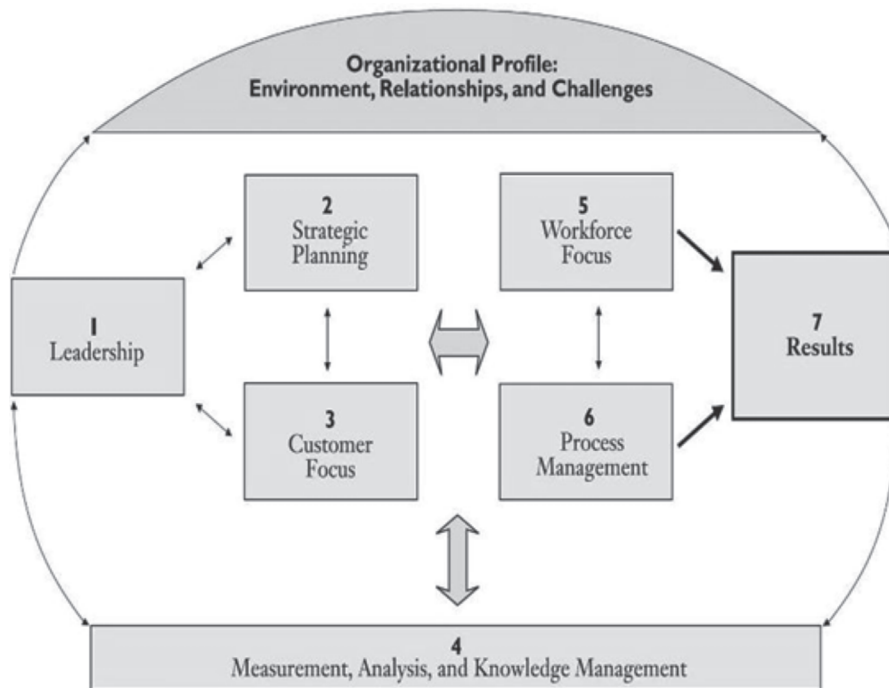 Organizational Profile:
Environment, Relationships, and Challenges
2
Strategic
Planning
5
Workforce
Focus
1
Leadership
7
Results
3
Customer
Focus
6
Process
Management
4
Measurement, Analysis, and Knowledge Management